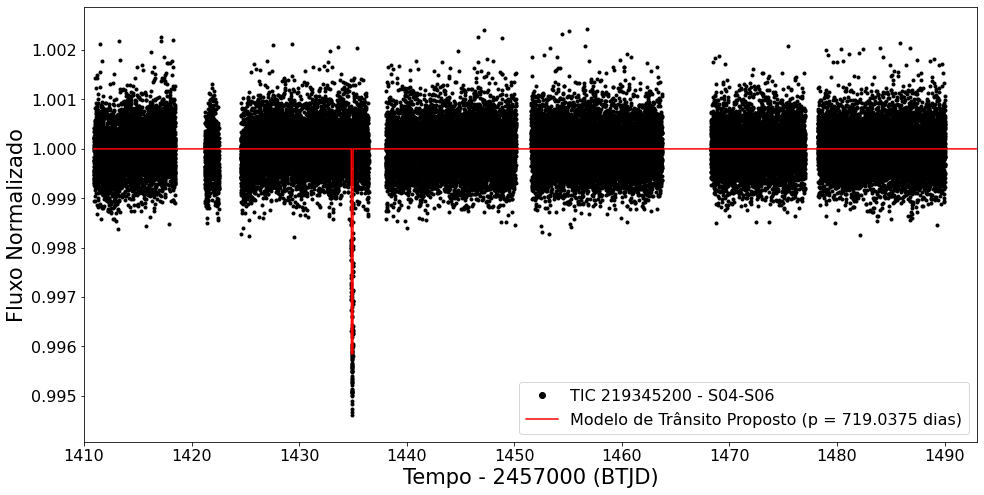 Fluxo Normalizado
1.002
1.001
1.000
0.999
0.998
0.997
0.996
0.995
TIC 219345200 - S04-S06
Modelo de Trânsito Proposto (p = 719.0375 dias)
1410 1420 1430 1440 1450 1460 1470 1480 1490
Tempo - 2457000 (BTJD)